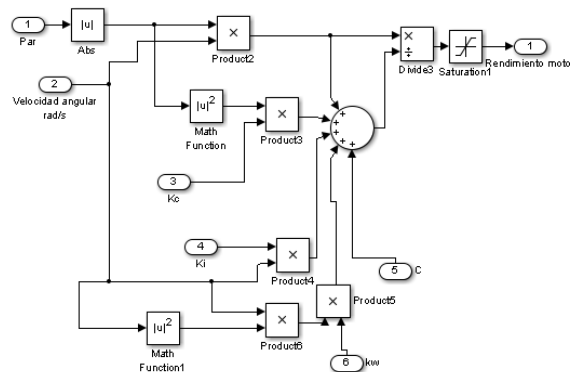 1
Par
|u|
Abs
×
Product2
×
÷
Divide3
Saturation1
1
Rendimiento moto
2
Velocidad angular
rad/s
|u|²
Math
Function
×
Product3
+
+
+
+
+
3
Kc
4
Ki
×
Product4
5
C
×
Product5
|u|²
Math
Function1
×
Product6
6
kw